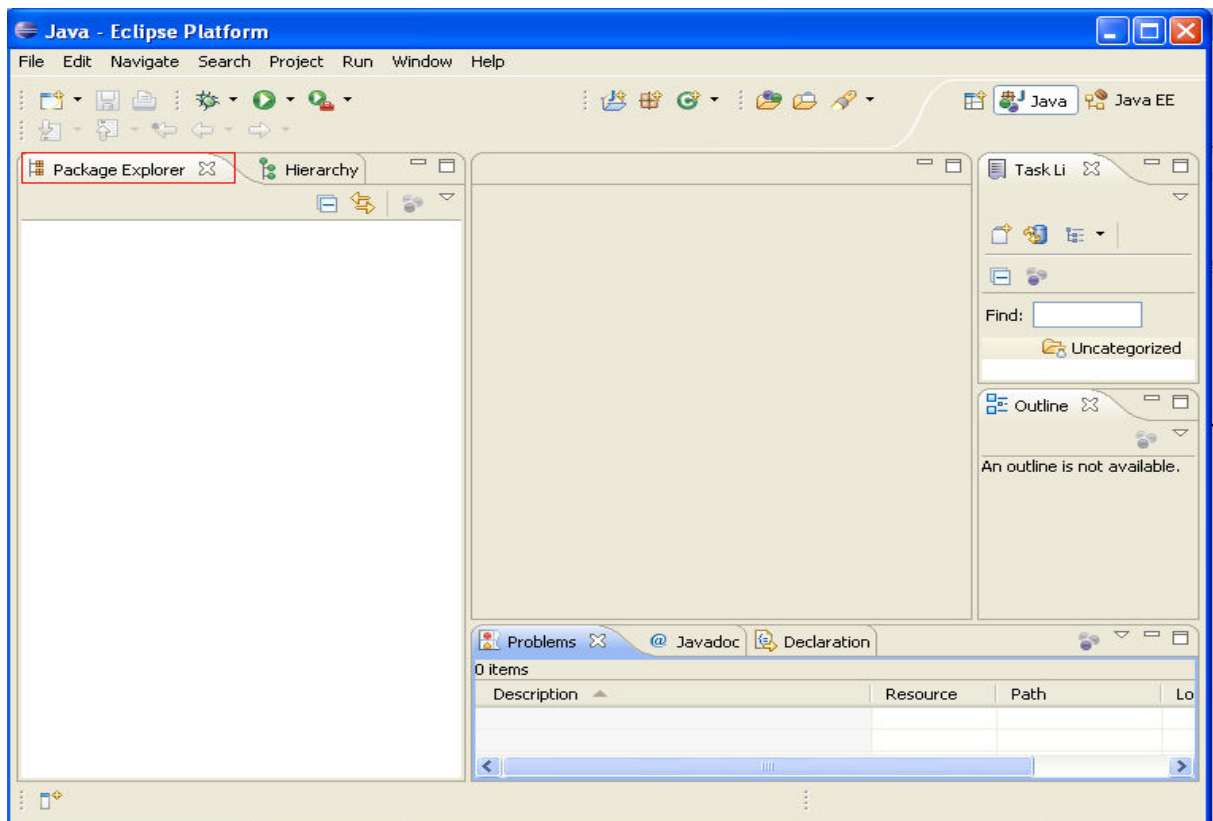 Java - Eclipse Platform
File Edit Navigate Search Project Run Window Help
Java Java EE
Package Explorer Hierarchy
Task Li
Find:
Uncategorized
Outline
An outline is not available.
Problems @ Javadoc Declaration
0 items
Description Resource Path Lo